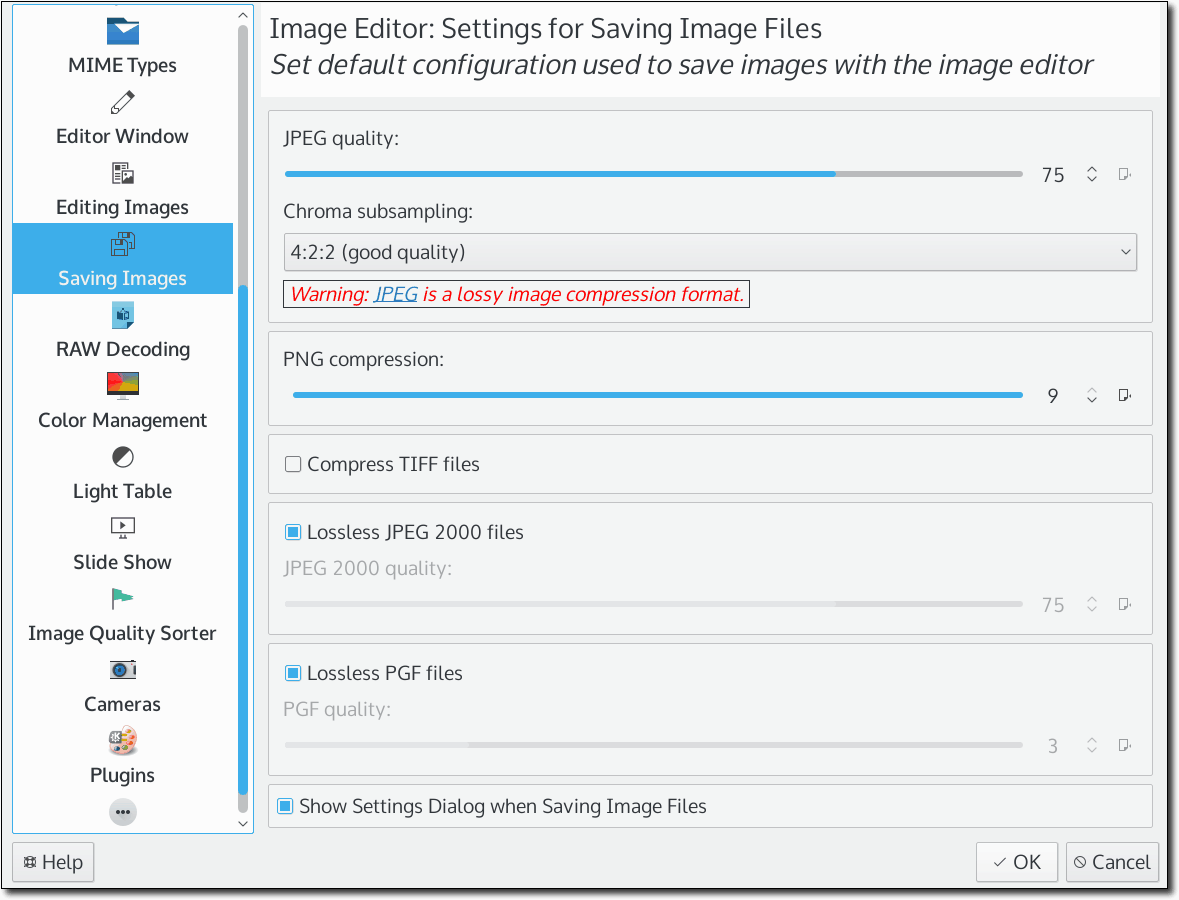 MIME Types
Editor Window
Editing Images
Saving Images
RAW Decoding
Color Management
Light Table
Slide Show
Image Quality Sorter
Cameras
Plugins
Image Editor: Settings for Saving Image Files
Set default configuration used to save images with the image editor
JPEG quality:
75
Chroma subsampling:
4:2:2 (good quality)
Warning: JPEG is a lossy image compression format.
PNG compression:
9
Compress TIFF files
Lossless JPEG 2000 files
JPEG 2000 quality:
75
Lossless PGF files
PGF quality:
3
Show Settings Dialog when Saving Image Files
Help
OK
Cancel